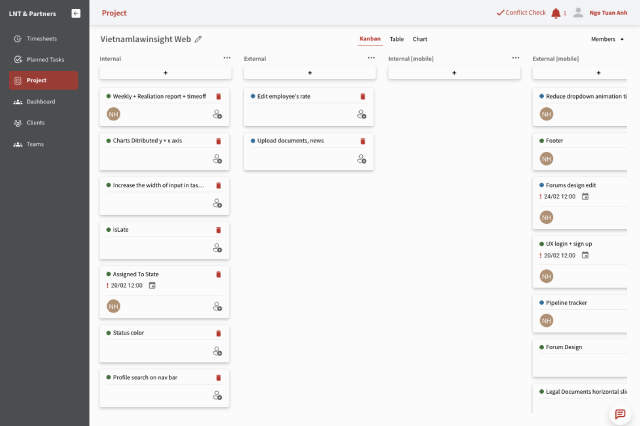 LNT & Partners
Timesheets
Planned Tasks
Project
Dashboard
Clients
Teams
Project
Conflict Check
1
Ngo Tuan Anh
Vietnamlawinsight Web
Kanban
Table
Chart
Members
Internal
+
Weekly + Realiation report + timeoff
NH
Charts Ditributed y + x axis
Increase the width of input in tas...
isLate
Assigned To State
! 20/02 12:00
NH
Status color
Profile search on nav bar
External
+
Edit employee's rate
Upload documents, news
Internal [mobile]
+
External [mobile]
+
Reduce dropdown animation ti
NH
Footer
NH
Forums design edit
! 24/02 12:00
NH
UX login + sign up
! 20/02 12:00
NH
Pipeline tracker
NH
Forum Design
Legal Documents horizontal slid